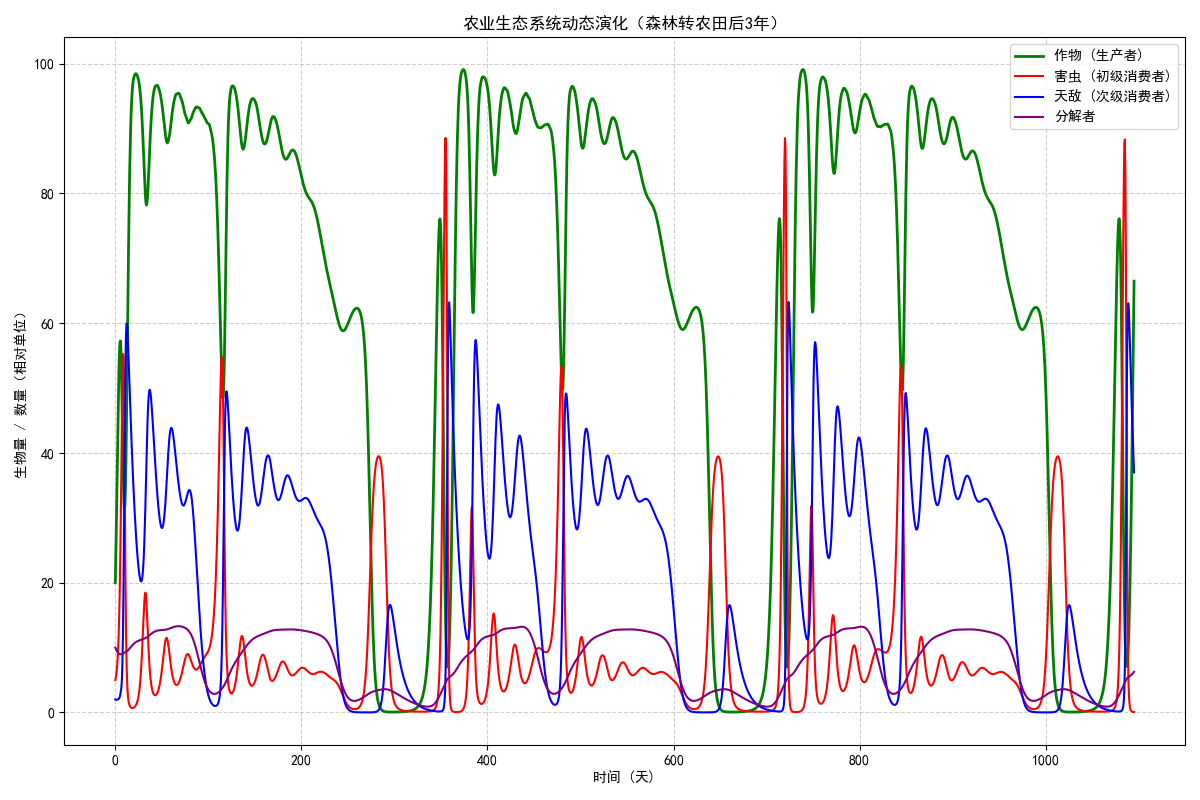 农业生态系统动态演化（森林转农田后3年）
作物 (生产者)
害虫 (初级消费者)
天敌 (次级消费者)
分解者
生物量 / 数量（相对单位）
100
80
60
40
20
0
0 200 400 600 800 1000
时间 (天)